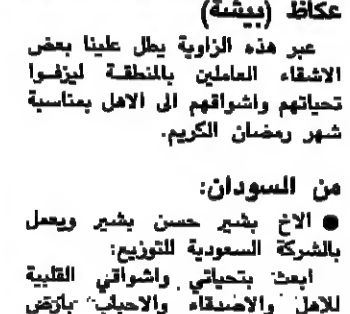 عكاظ (بيشة)
عبر هذه الزاوية يطل علينا بعض
الاشقاء العاملين بالمنطقة ليزفوا
تحياتهم واشواقهم الى الاهل بمناسبة
شهر رمضان الكريم.
من السودان:
● الاخ بشير حسن بشير ويعمل
بالشركة السعودية للتوزيع:
ابعث بتحياتي واشواقي القلبية
للاهل والاصدقاء والاحباب بارض